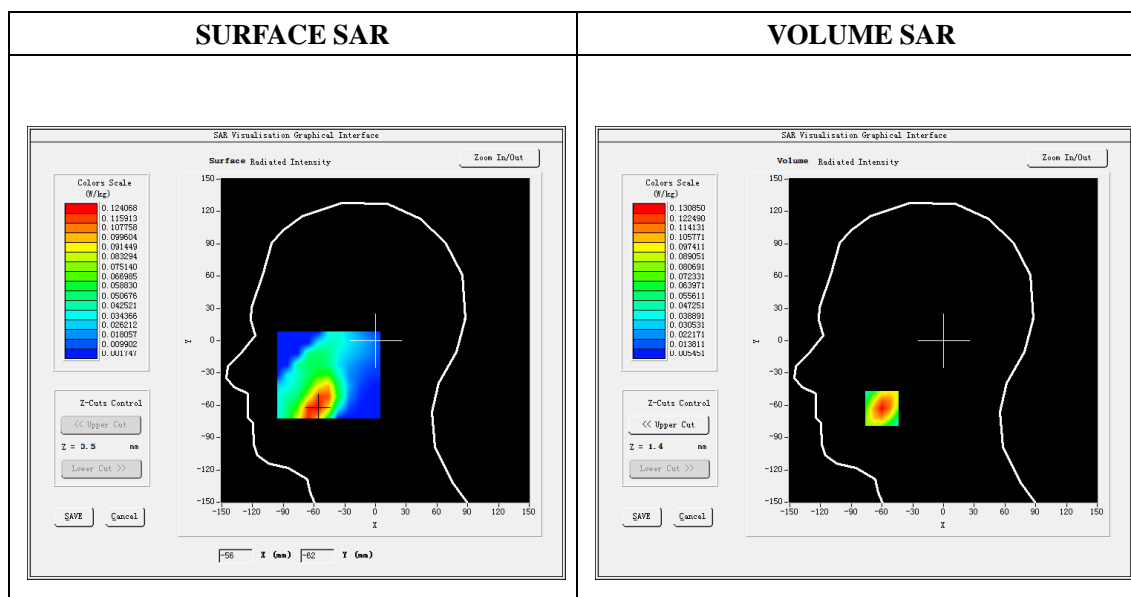 SURFACE SAR
VOLUME SAR
SAR Visualisation Graphical Interface
Surface Radiated Intensity
Zoom In/Out
Colors Scale
(W/kg)
0.124068
0.115913
0.107758
0.099604
0.091449
0.083294
0.075140
0.066985
0.058830
0.050676
0.042521
0.034366
0.026212
0.018057
0.009902
0.001747
Z-Cuts Control
<< Upper Cut
Z = 0.5 mm
Lower Cut >>
SAVE Cancel
150
120
90
60
30
0
-30
-60
-90
-120
-150
Y
-150 -120 -90 -60 -30 0 30 60 90 120 150
X
-56 X (mm) -62 Y (mm)
SAR Visualisation Graphical Interface
Volume Radiated Intensity
Zoom In/Out
Colors Scale
(W/kg)
0.130850
0.122490
0.114131
0.105771
0.097411
0.089051
0.080691
0.072331
0.063971
0.055611
0.047251
0.038891
0.030531
0.022171
0.013811
0.005451
Z-Cuts Control
<< Upper Cut
Z = 1.4 mm
Lower Cut >>
SAVE Cancel
150
120
90
60
30
0
-30
-60
-90
-120
-150
Y
-150 -120 -90 -60 -30 0 30 60 90 120 150
X